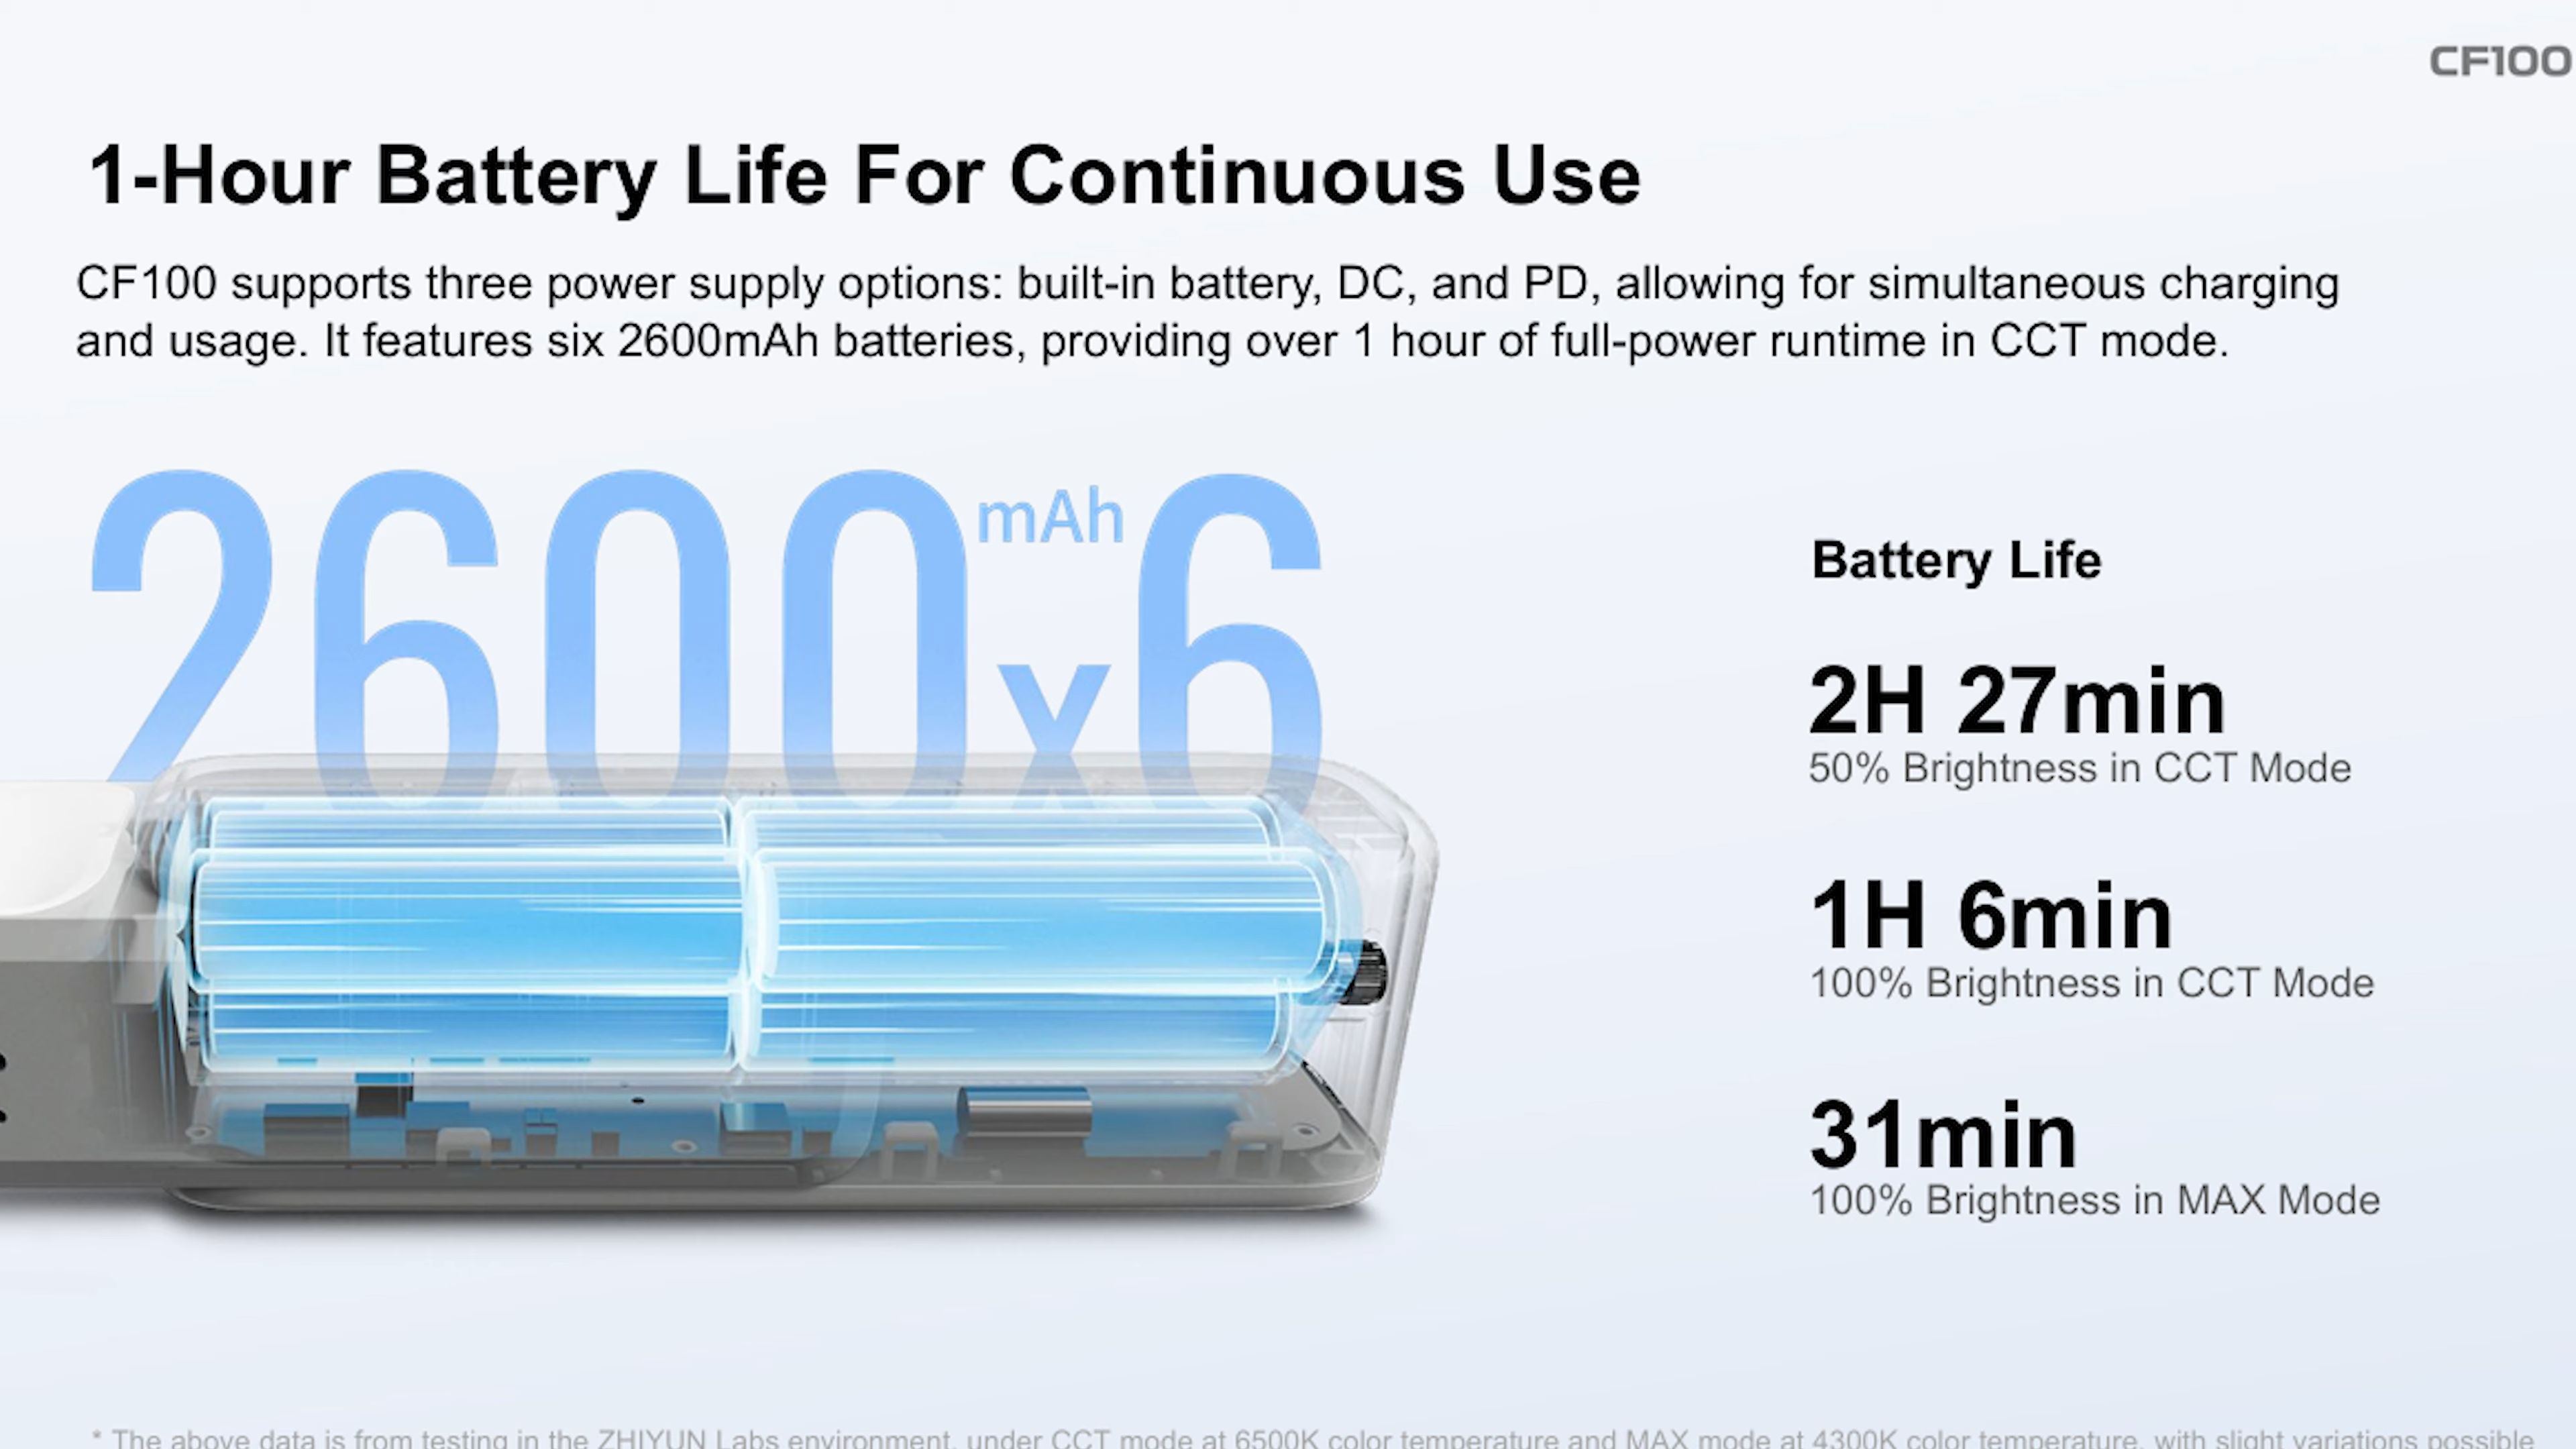 CF100
1-Hour Battery Life For Continuous Use
CF100 supports three power supply options: built-in battery, DC, and PD, allowing for simultaneous charging
and usage. It features six 2600mAh batteries, providing over 1 hour of full-power runtime in CCT mode.
2600mAhx6
Battery Life
2H 27min
50% Brightness in CCT Mode
1H 6min
100% Brightness in CCT Mode
31min
100% Brightness in MAX Mode
* The above data is from testing in the ZHIYUN Labs environment, under CCT mode at 6500K color temperature and MAX mode at 4300K color temperature, with slight variations possible